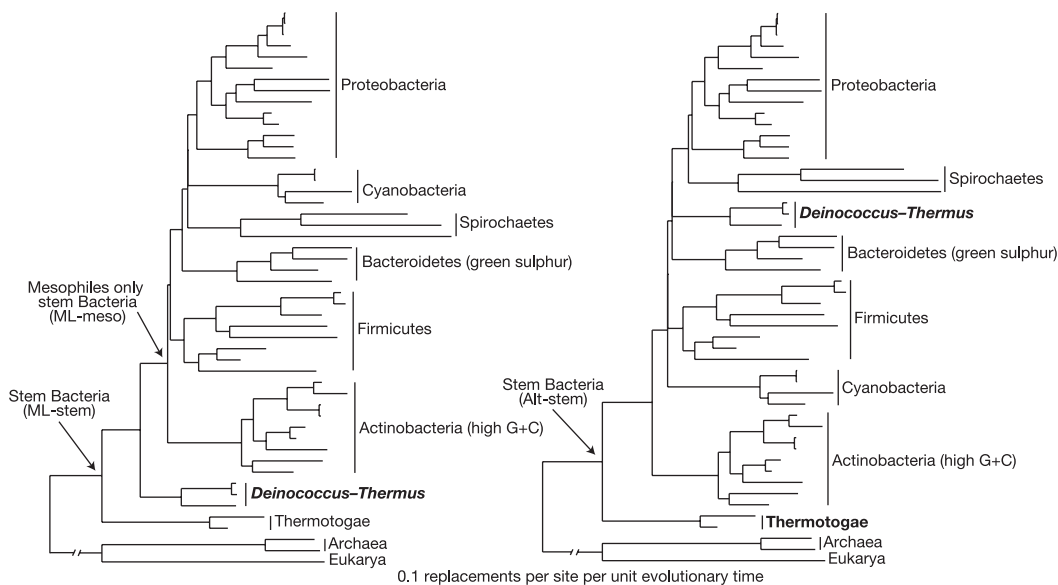 Proteobacteria
Cyanobacteria
Spirochaetes
Bacteroidetes (green sulphur)
Mesophiles only
stem Bacteria
(ML-meso)
Firmicutes
Stem Bacteria
(ML-stem)
Actinobacteria (high G+C)
Deinococcus–Thermus
Thermotogae
Archaea
Eukarya
Proteobacteria
Spirochaetes
Deinococcus–Thermus
Bacteroidetes (green sulphur)
Firmicutes
Stem Bacteria
(Alt-stem)
Cyanobacteria
Actinobacteria (high G+C)
Thermotogae
Archaea
Eukarya
0.1 replacements per site per unit evolutionary time